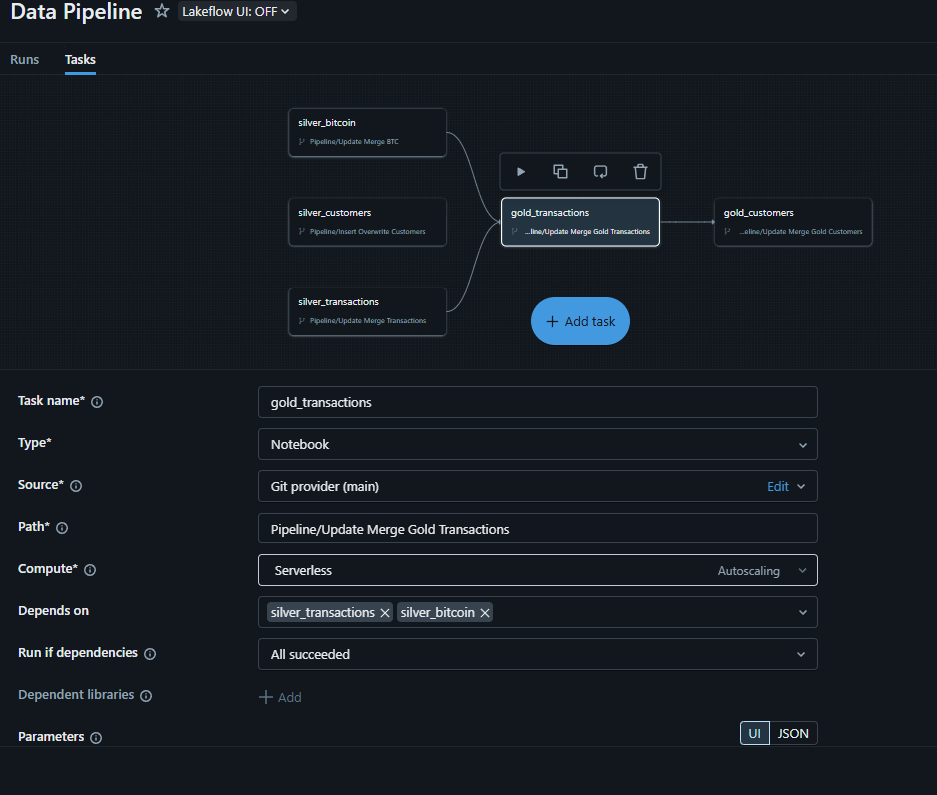 Data Pipeline Lakeflow UI: OFF
Runs Tasks
silver_bitcoin
Pipeline/Update Merge BTC
silver_customers
Pipeline/Insert Overwrite Customers
silver_transactions
Pipeline/Update Merge Transactions
gold_transactions
...line/Update Merge Gold Transactions
gold_customers
...eline/Update Merge Gold Customers
+ Add task
Task name* gold_transactions
Type* Notebook
Source* Git provider (main) Edit
Path* Pipeline/Update Merge Gold Transactions
Compute* Serverless Autoscaling
Depends on silver_transactions silver_bitcoin
Run if dependencies All succeeded
Dependent libraries + Add
Parameters UI JSON